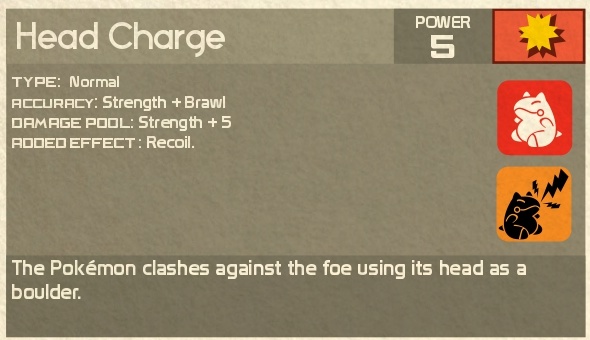 Head Charge
POWER
5
TYPE: Normal
ACCURACY: Strength + Brawl
DAMAGE POOL: Strength + 5
ADDED EFFECT: Recoil.
The Pokémon clashes against the foe using its head as a
boulder.